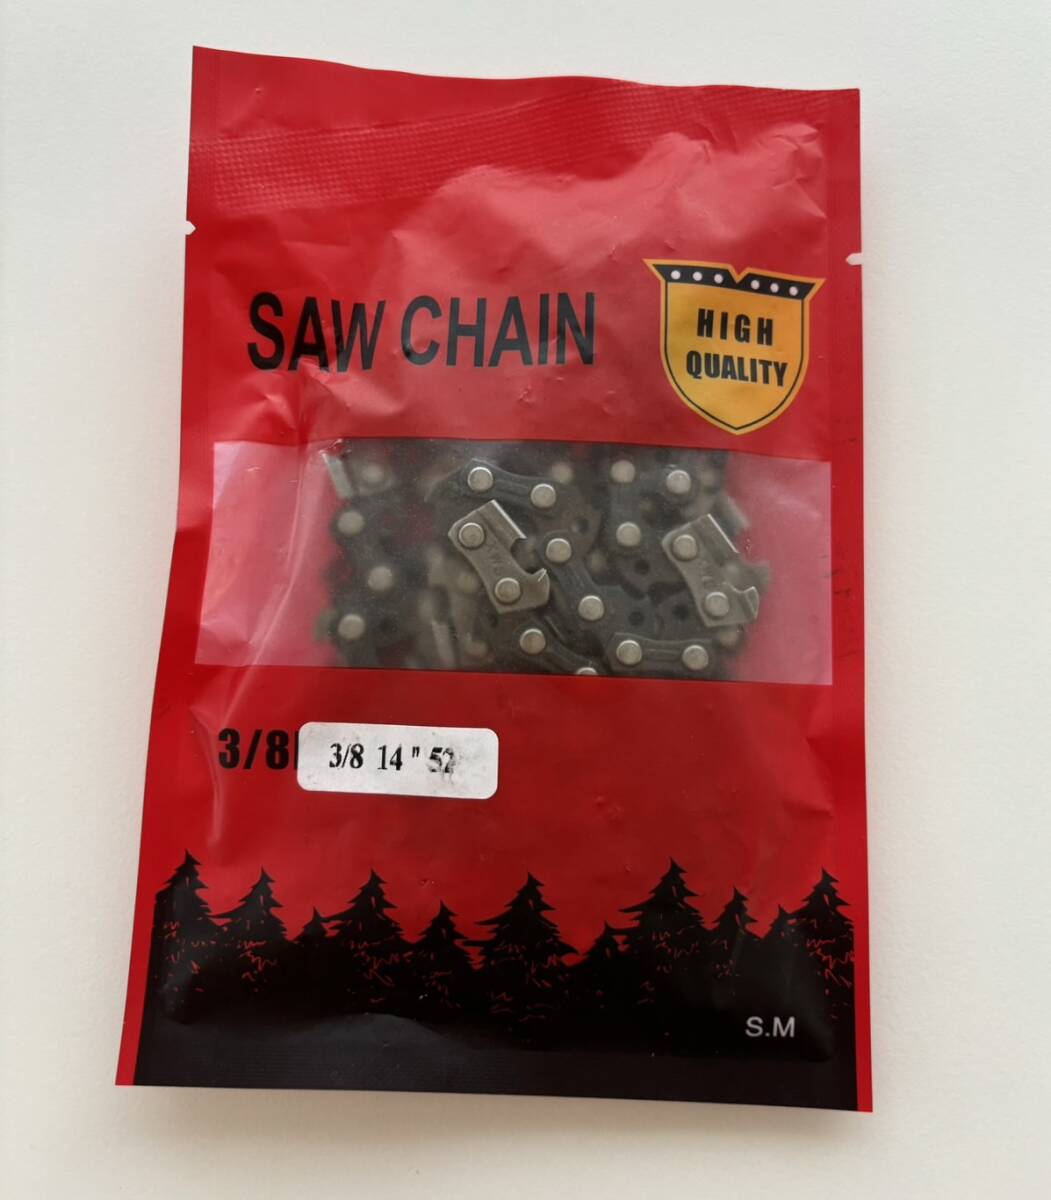 SAW CHAIN
HIGH
QUALITY
3/8
3/8 14" 52
S.M